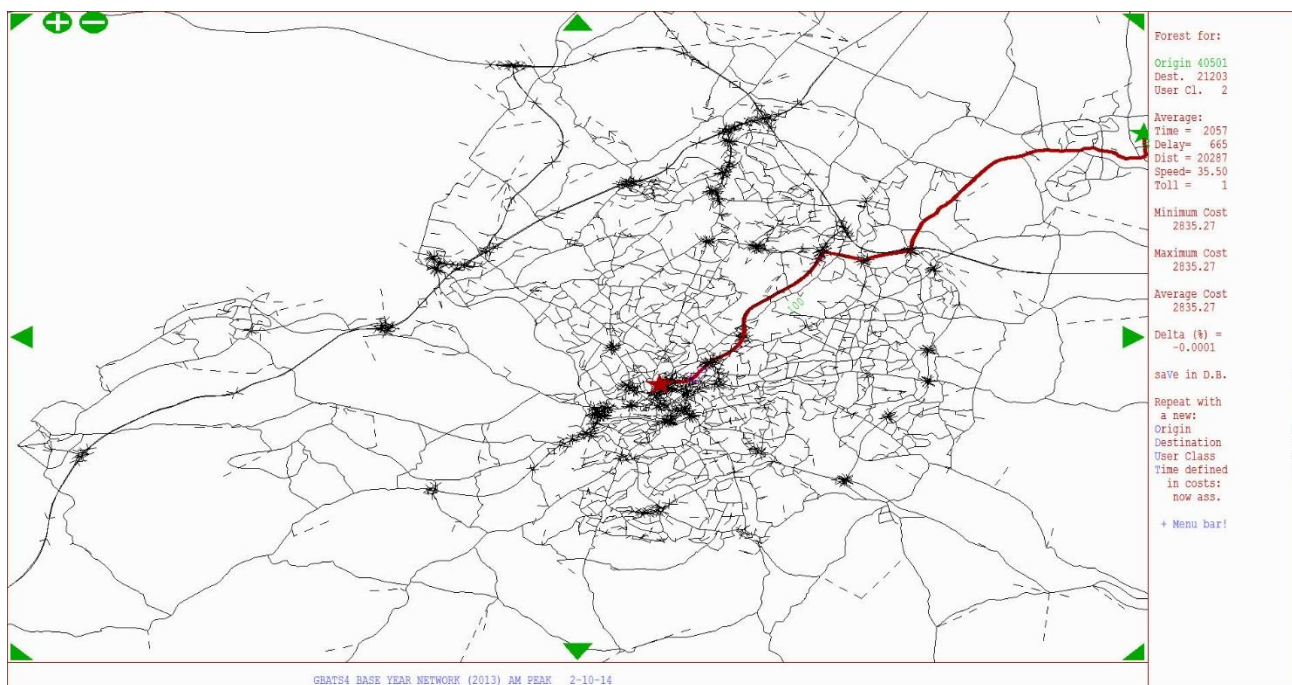 Forest for:
Origin 40501
Dest. 21203
User Cl. 2
Average:
Time = 2057
Delay= 665
Dist = 20287
Speed= 35.50
Toll = 1
Minimum Cost
2835.27
Maximum Cost
2835.27
Average Cost
2835.27
Delta (%) =
-0.0001
saVe in D.B.
Repeat with
a new:
Origin
Destination
User Class
Time defined
in costs:
now ass.
+ Menu bar!
100
GBATS4 BASE YEAR NETWORK (2013) AM PEAK 2-10-14